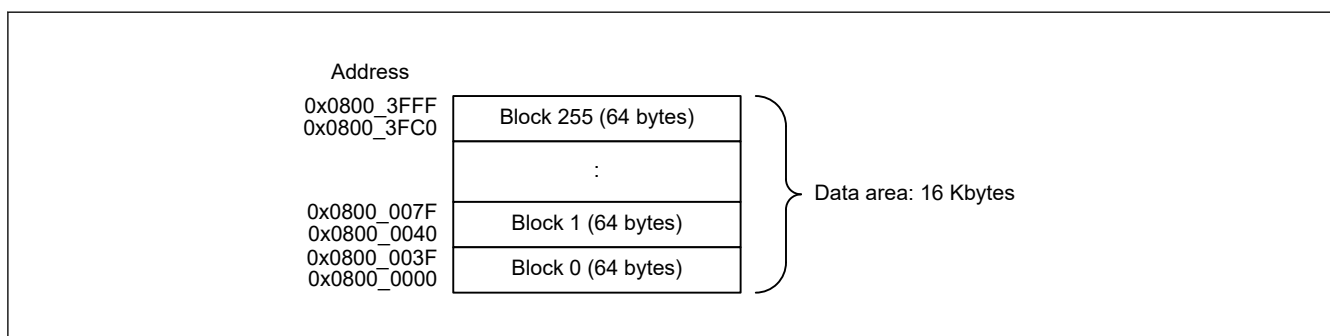 Address
0x0800_3FFF
0x0800_3FC0
Block 255 (64 bytes)
:
Data area: 16 Kbytes
0x0800_007F
0x0800_0040
Block 1 (64 bytes)
0x0800_003F
0x0800_0000
Block 0 (64 bytes)